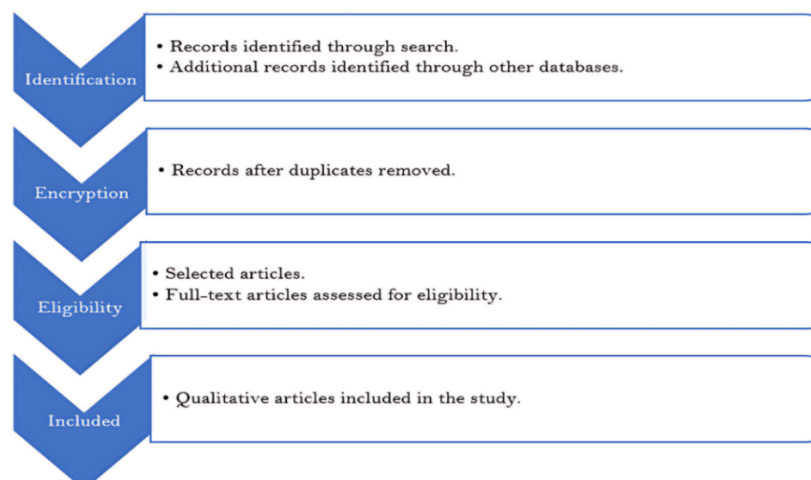 Identification
• Records identified through search.
• Additional records identified through other databases.
Encryption
• Records after duplicates removed.
Eligibility
• Selected articles.
• Full-text articles assessed for eligibility.
Included
• Qualitative articles included in the study.